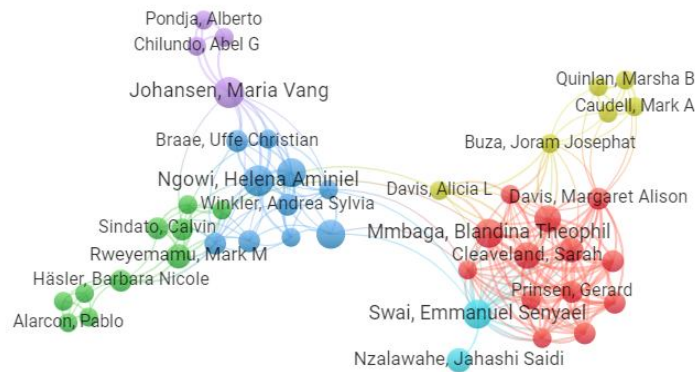 Pondja, Alberto
Chilundo, Abel G
Johansen, Maria Vang
Quinlan, Marsha B
Caudell, Mark A
Braae, Uffe Christian
Buza, Joram Josephat
Ngowi, Helena Aminiel
Davis, Alicia L
Davis, Margaret Alison
Winkler, Andrea Sylvia
Sindato, Calvin
Mmbaga, Blandina Theophil
Rweyemamu, Mark M
Cleaveland, Sarah
Häsler, Barbara Nicole
Prinsen, Gerard
Alarcon, Pablo
Swai, Emmanuel Senyael
Nzalawahe, Jahashi Saidi